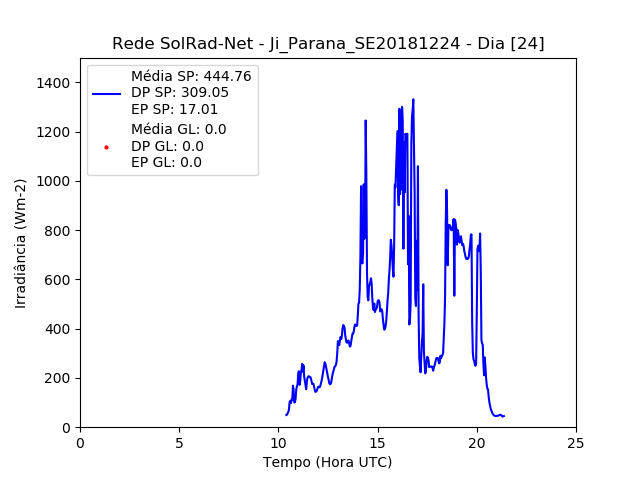 Rede SolRad-Net - Ji_Parana_SE20181224 - Dia [24]
Média SP: 444.76
DP SP: 309.05
EP SP: 17.01
Média GL: 0.0
DP GL: 0.0
EP GL: 0.0
Irradiância (Wm-2)
1400
1200
1000
800
600
400
200
0
0 5 10 15 20 25
Tempo (Hora UTC)